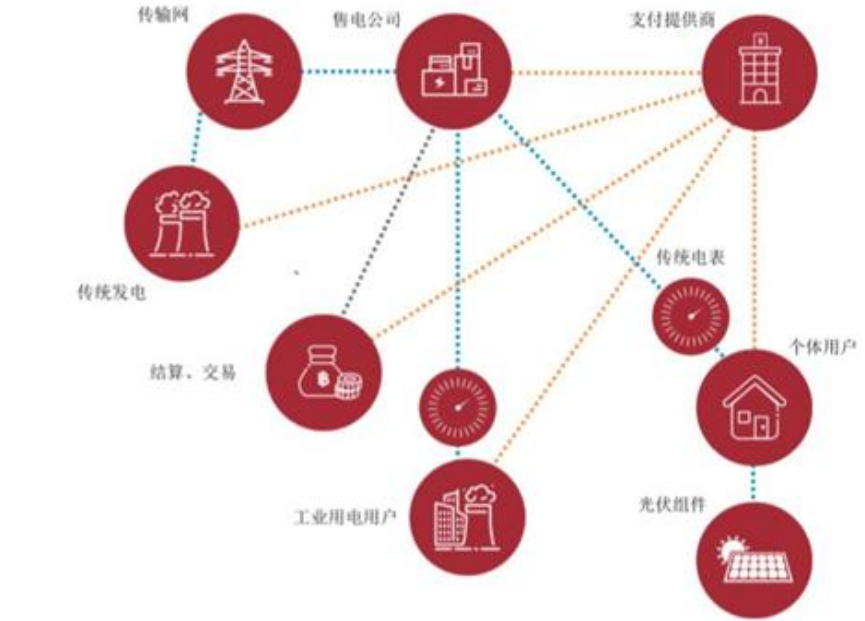 传输网
售电公司
支付提供商
传统发电
传统电表
个体用户
结算、交易
光伏组件
工业用电用户